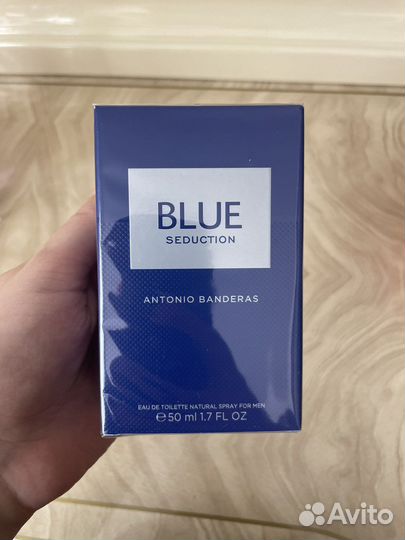 BLUE
SEDUCTION
ANTONIO BANDERAS
EAU DE TOILETTE NATURAL SPRAY FOR MEN
℮50 ml 1.7 FL OZ
Avito